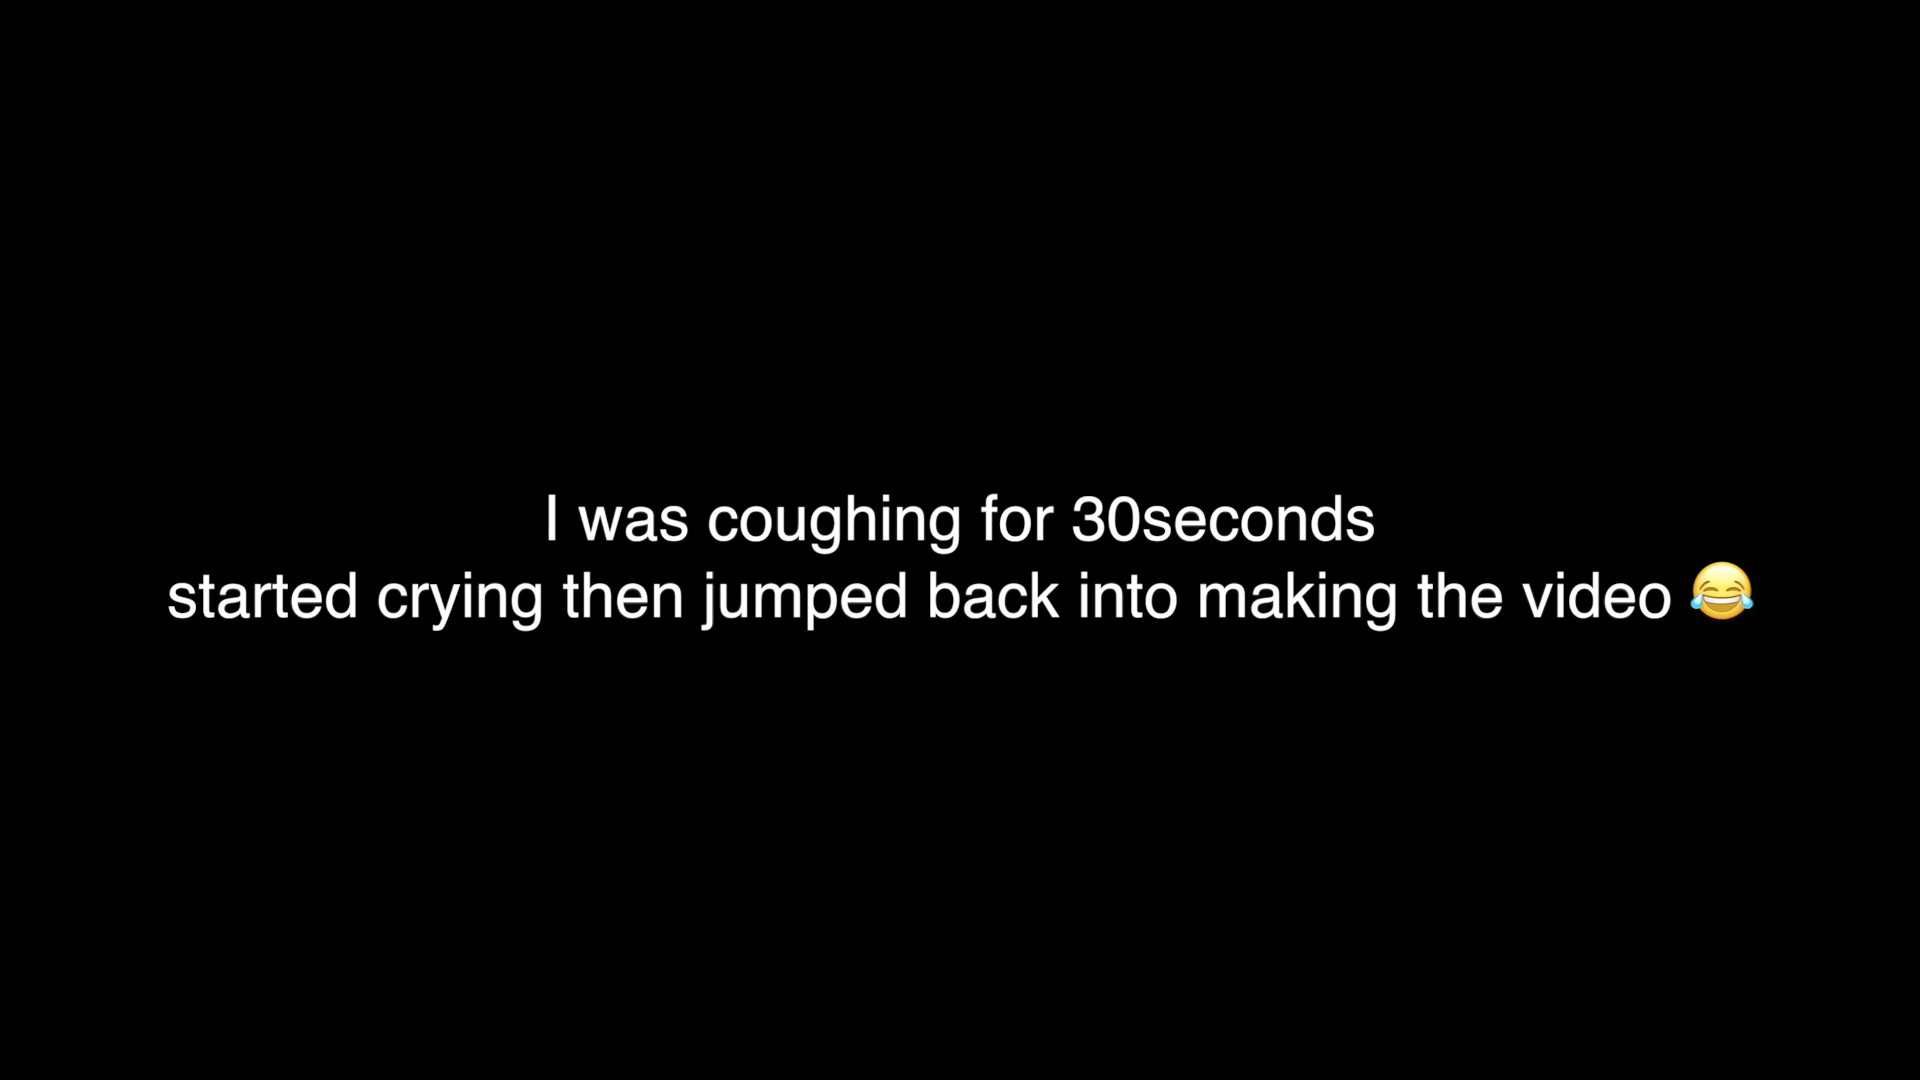 I was coughing for 30seconds
started crying then jumped back into making the video 😂